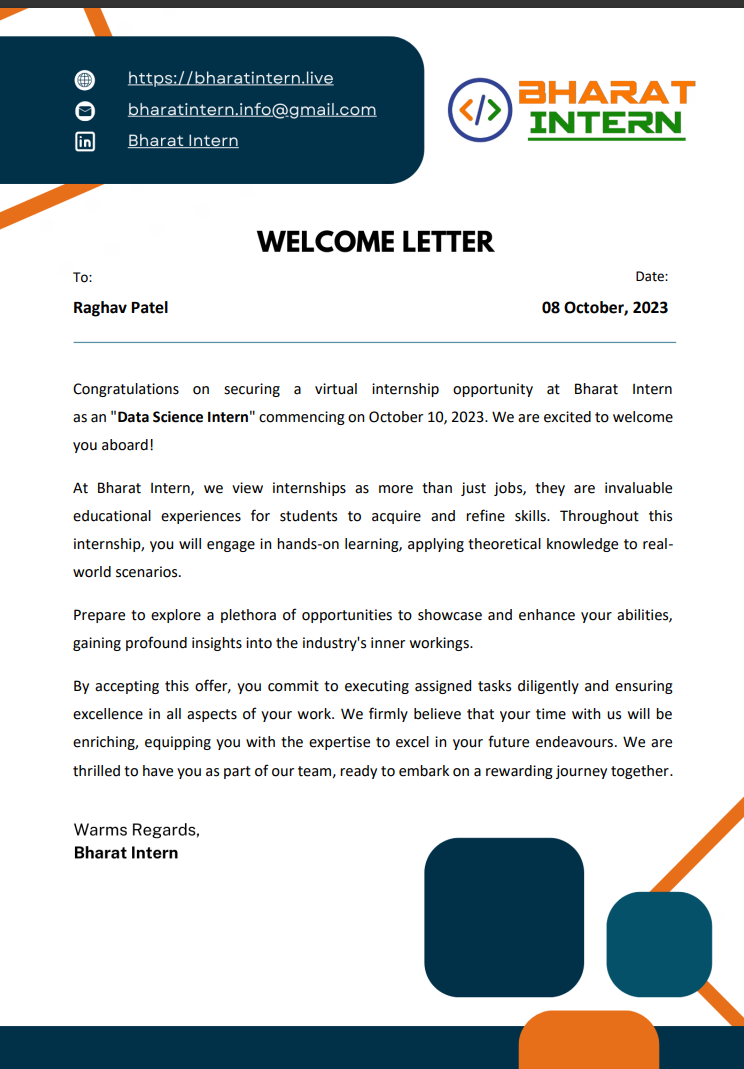 https://bharatintern.live
bharatintern.info@gmail.com
in Bharat Intern
</>
BHARAT
INTERN
WELCOME LETTER
To:
Date:
Raghav Patel
08 October, 2023
Congratulations on securing a virtual internship opportunity at Bharat Intern
as an "Data Science Intern" commencing on October 10, 2023. We are excited to welcome
you aboard!
At Bharat Intern, we view internships as more than just jobs, they are invaluable
educational experiences for students to acquire and refine skills. Throughout this
internship, you will engage in hands-on learning, applying theoretical knowledge to real-
world scenarios.
Prepare to explore a plethora of opportunities to showcase and enhance your abilities,
gaining profound insights into the industry's inner workings.
By accepting this offer, you commit to executing assigned tasks diligently and ensuring
excellence in all aspects of your work. We firmly believe that your time with us will be
enriching, equipping you with the expertise to excel in your future endeavours. We are
thrilled to have you as part of our team, ready to embark on a rewarding journey together.
Warms Regards,
Bharat Intern